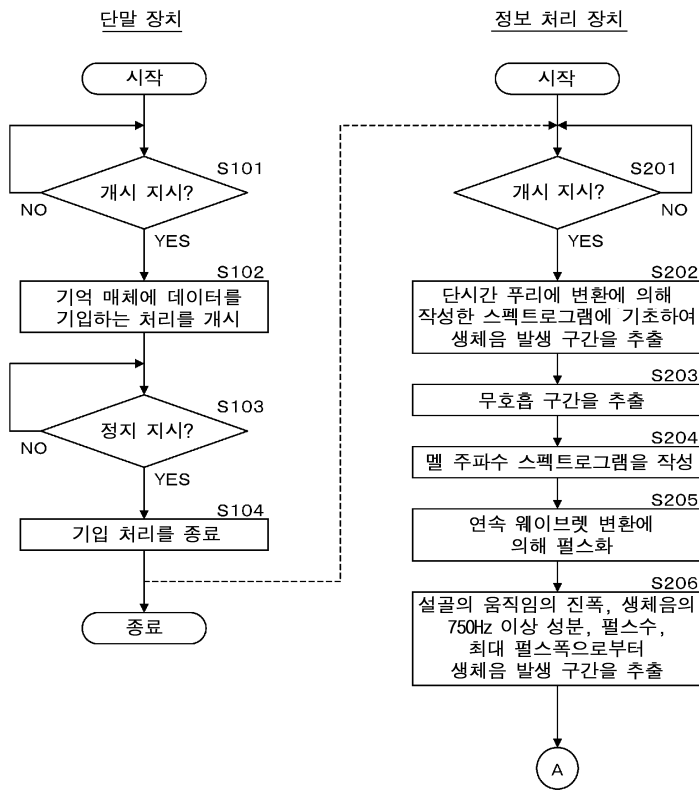 단말 장치
시작
S101
개시 지시?
NO
YES
S102
기억 매체에 데이터를
기입하는 처리를 개시
S103
정지 지시?
NO
YES
S104
기입 처리를 종료
종료
정보 처리 장치
시작
S201
개시 지시?
NO
YES
S202
단시간 푸리에 변환에 의해
작성한 스펙트로그램에 기초하여
생체음 발생 구간을 추출
S203
무호흡 구간을 추출
S204
멜 주파수 스펙트로그램을 작성
S205
연속 웨이브렛 변환에
의해 펄스화
S206
설골의 움직임의 진폭, 생체음의
750Hz 이상 성분, 펄스수,
최대 펄스폭으로부터
생체음 발생 구간을 추출
A